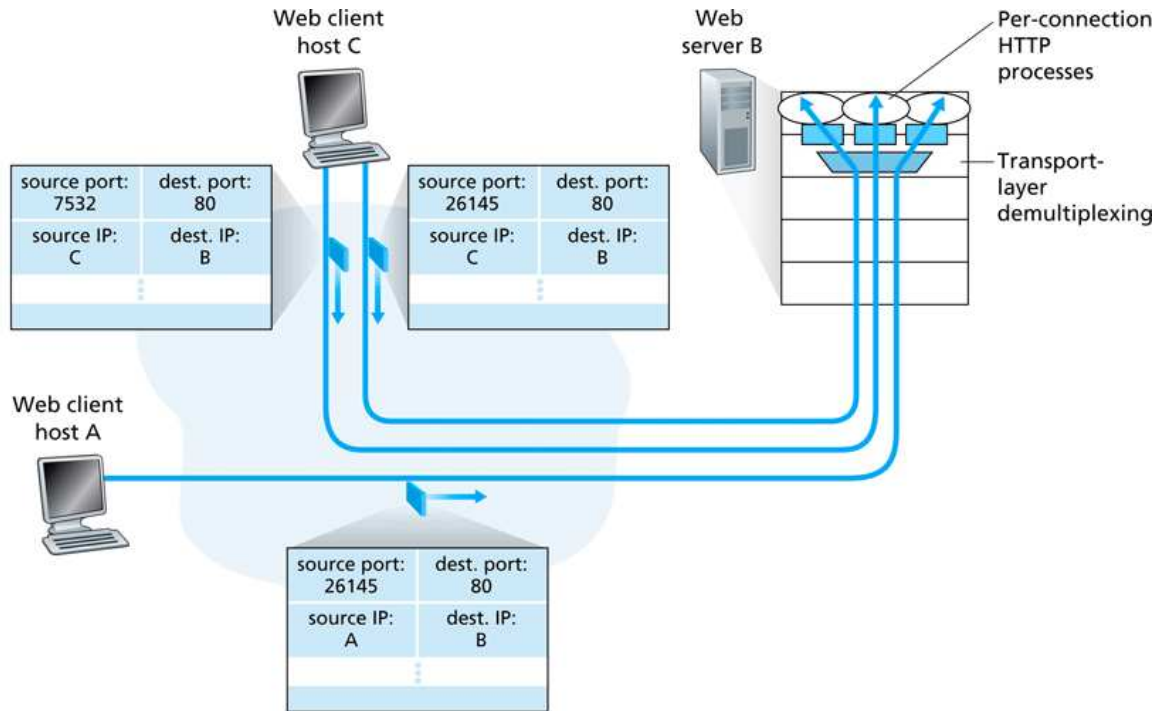 Web client
host C
Web
server B
Per-connection
HTTP
processes
Transport-
layer
demultiplexing
source port:
7532
dest. port:
80
source IP:
C
dest. IP:
B
source port:
26145
dest. port:
80
source IP:
C
dest. IP:
B
Web client
host A
source port:
26145
dest. port:
80
source IP:
A
dest. IP:
B